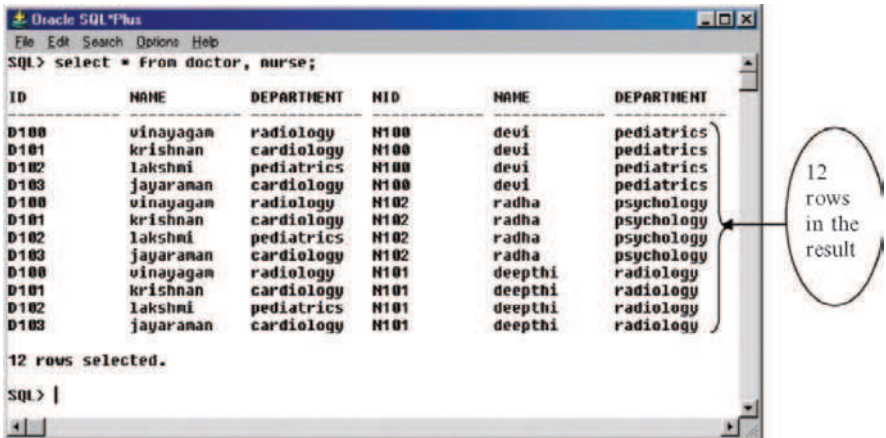 Oracle SQL*Plus
File Edit Search Options Help
SQL> select * from doctor, nurse;
ID NAME DEPARTMENT NID NAME DEPARTMENT
D100 vinayagam radiology N100 devi pediatrics
D101 krishnan cardiology N100 devi pediatrics
D102 lakshmi pediatrics N100 devi pediatrics
D103 jayaraman cardiology N100 devi pediatrics
D100 vinayagam radiology N102 radha psychology
D101 krishnan cardiology N102 radha psychology
D102 lakshmi pediatrics N102 radha psychology
D103 jayaraman cardiology N102 radha psychology
D100 vinayagam radiology N101 deepthi radiology
D101 krishnan cardiology N101 deepthi radiology
D102 lakshmi pediatrics N101 deepthi radiology
D103 jayaraman cardiology N101 deepthi radiology
12 rows selected.
SQL>
12
rows
in the
result